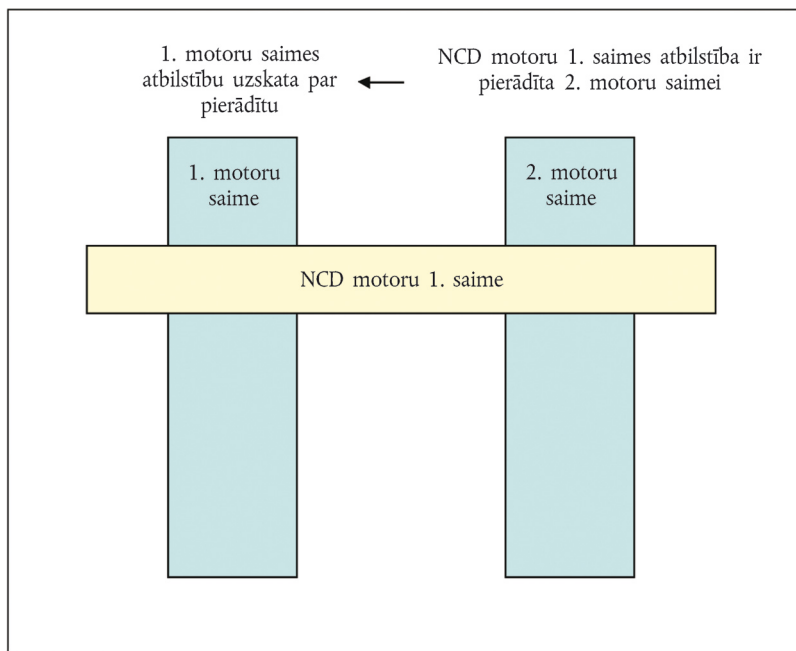 1. motoru saimes
atbilstību uzskata par
pierādītu
NCD motoru 1. saimes atbilstība ir
pierādīta 2. motoru saimei
1. motoru
saime
2. motoru
saime
NCD motoru 1. saime